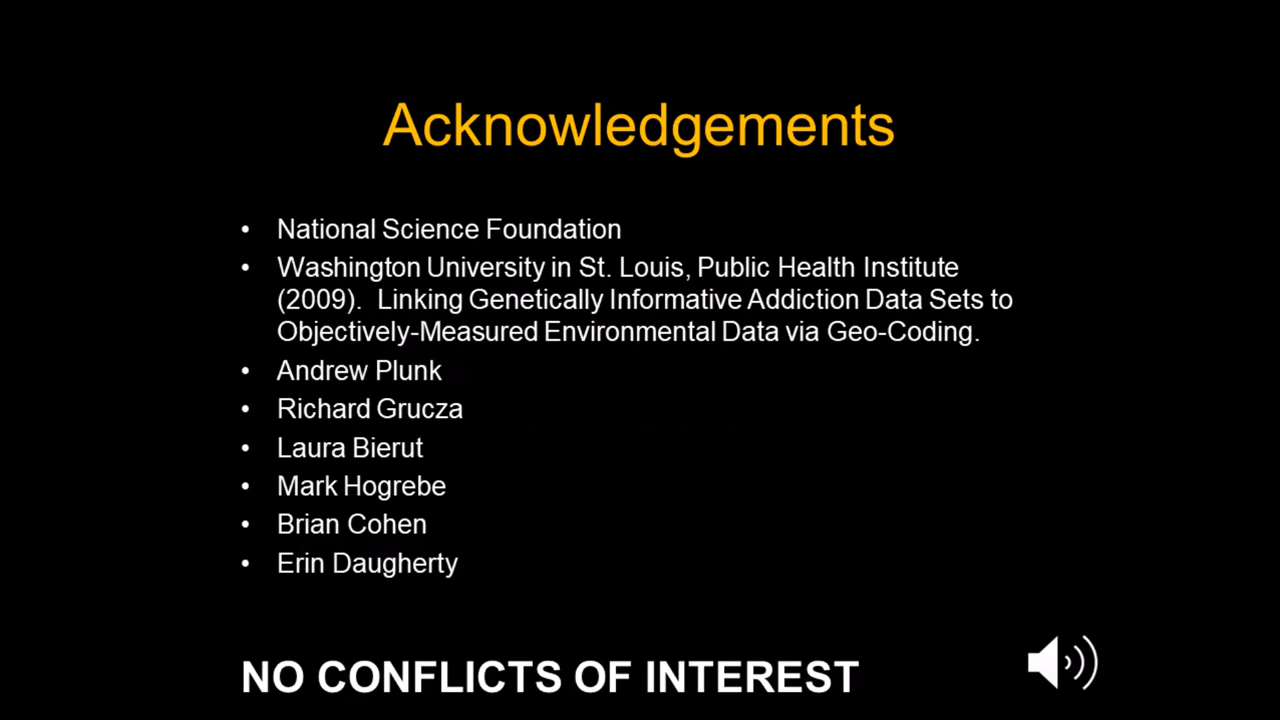 Acknowledgements
• National Science Foundation
• Washington University in St. Louis, Public Health Institute
(2009).  Linking Genetically Informative Addiction Data Sets to
Objectively-Measured Environmental Data via Geo-Coding.
• Andrew Plunk
• Richard Grucza
• Laura Bierut
• Mark Hogrebe
• Brian Cohen
• Erin Daugherty
NO CONFLICTS OF INTEREST